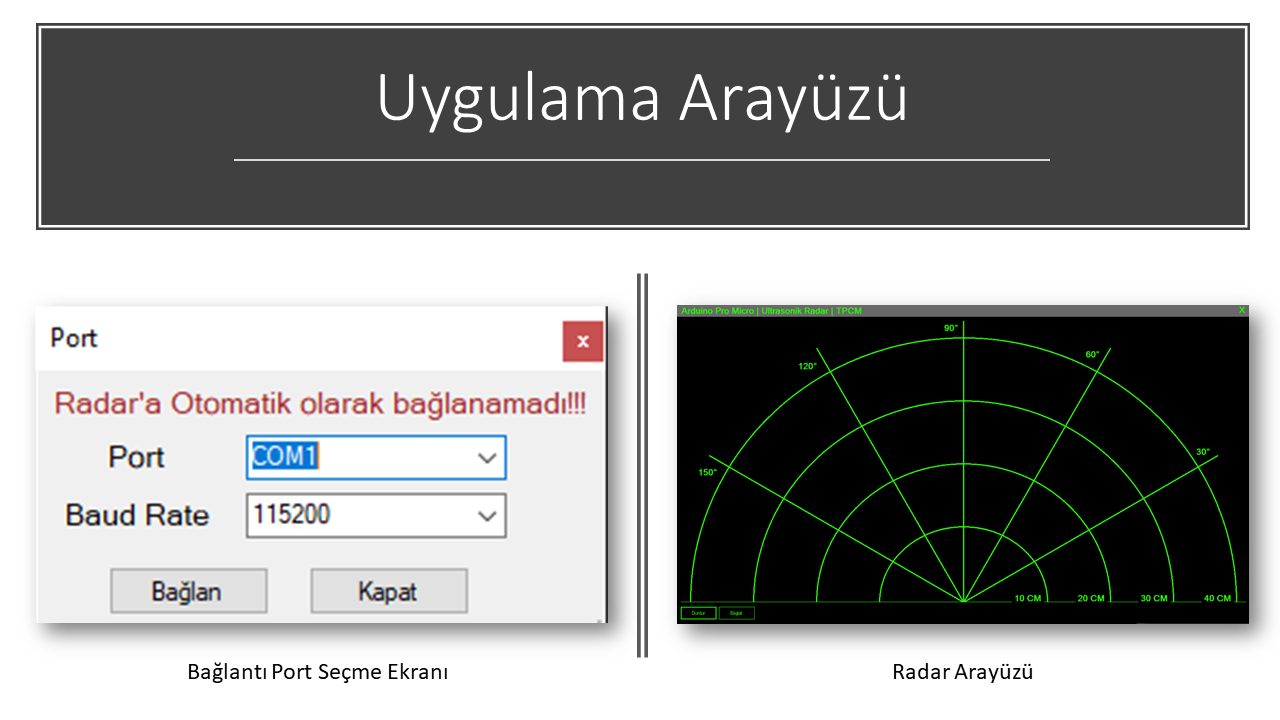 Uygulama Arayüzü
Port
x
Radar'a Otomatik olarak bağlanamadı!!!
Port
COM1
Baud Rate
115200
Bağlan
Kapat
Bağlantı Port Seçme Ekranı
Arduino Pro Micro | Ultrasonik Radar | TPCM
X
90°
120°
60°
150°
30°
10 CM
20 CM
30 CM
40 CM
Durdur
Radar Arayüzü